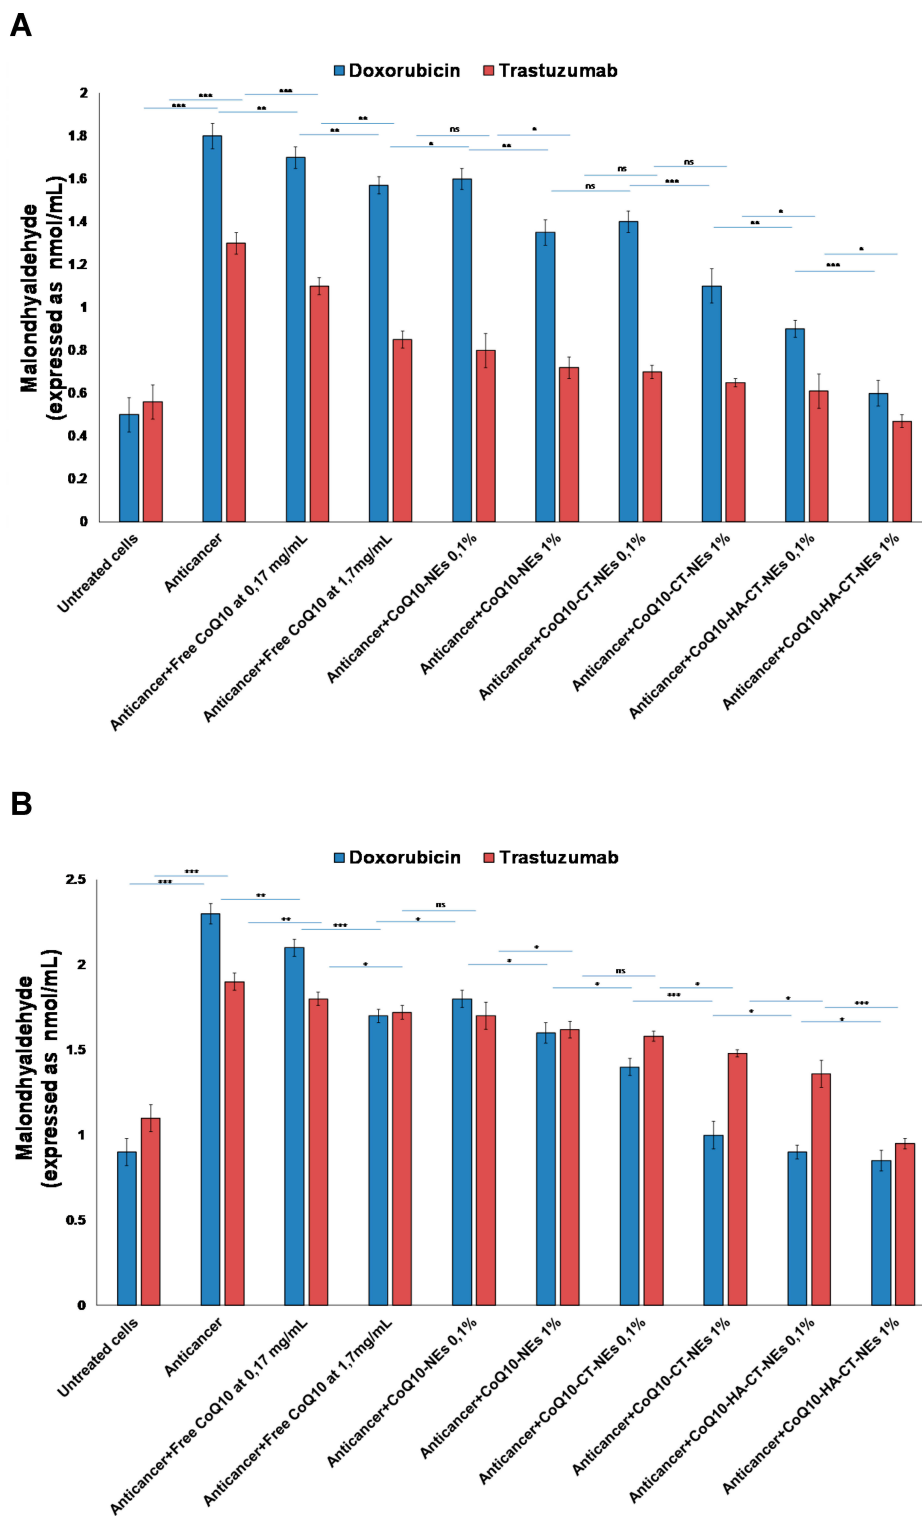 A
Doxorubicin Trastuzumab
*** *** *** **
** ** ns * * **
ns ns ns ***
* ** * ***
Malondhyaldehyde
(expressed as nmol/mL)
2
1.8
1.6
1.4
1.2
1
0.8
0.6
0.4
0.2
0
Untreated cells
Anticancer
Anticancer+Free CoQ10 at 0,17 mg/mL
Anticancer+Free CoQ10 at 1,7mg/mL
Anticancer+CoQ10-NEs 0,1%
Anticancer+CoQ10-NEs 1%
Anticancer+CoQ10-CT-NEs 0,1%
Anticancer+CoQ10-CT-NEs 1%
Anticancer+CoQ10-HA-CT-NEs 0,1%
Anticancer+CoQ10-HA-CT-NEs 1%
B
Doxorubicin Trastuzumab
*** *** ** ** *** *
ns * * * ns *
* *** * * *** *
Malondhyaldehyde
(expressed as nmol/mL)
2.5
2
1.5
1
0.5
0
Untreated cells
Anticancer
Anticancer+Free CoQ10 at 0,17 mg/mL
Anticancer+Free CoQ10 at 1,7mg/mL
Anticancer+CoQ10-NEs 0,1%
Anticancer+CoQ10-NEs 1%
Anticancer+CoQ10-CT-NEs 0,1%
Anticancer+CoQ10-CT-NEs 1%
Anticancer+CoQ10-HA-CT-NEs 0,1%
Anticancer+CoQ10-HA-CT-NEs 1%